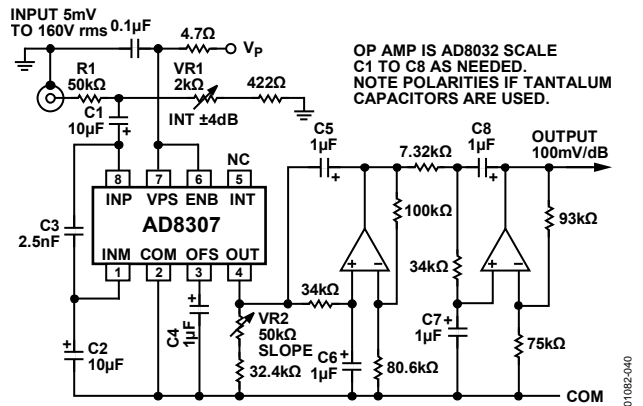 INPUT 5mV
TO 160V rms
0.1µF
4.7Ω
VP
R1
50kΩ
VR1
2kΩ
422Ω
INT ±4dB
C1
10µF
OP AMP IS AD8032 SCALE
C1 TO C8 AS NEEDED.
NOTE POLARITIES IF TANTALUM
CAPACITORS ARE USED.
NC
8 7 6 5
INP VPS ENB INT
AD8307
INM COM OFS OUT
1 2 3 4
C3
2.5nF
C2
10µF
C4
1µF
VR2
50kΩ
SLOPE
32.4kΩ
C5
1µF
34kΩ
C6
1µF
100kΩ
80.6kΩ
7.32kΩ
C8
1µF
34kΩ
C7
1µF
OUTPUT
100mV/dB
93kΩ
75kΩ
COM
01082-040